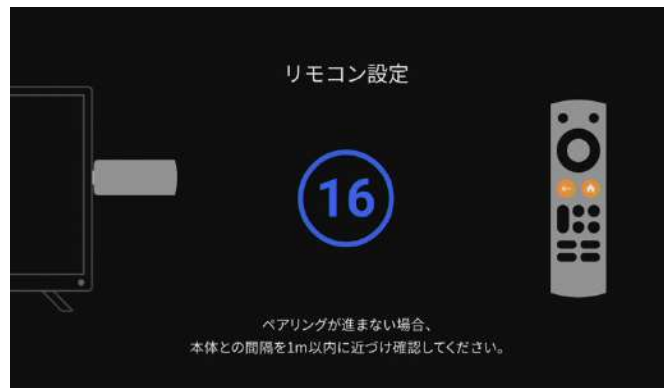 リモコン設定
16
ペアリングが進まない場合、
本体との間隔を1m以内に近づけ確認してください。